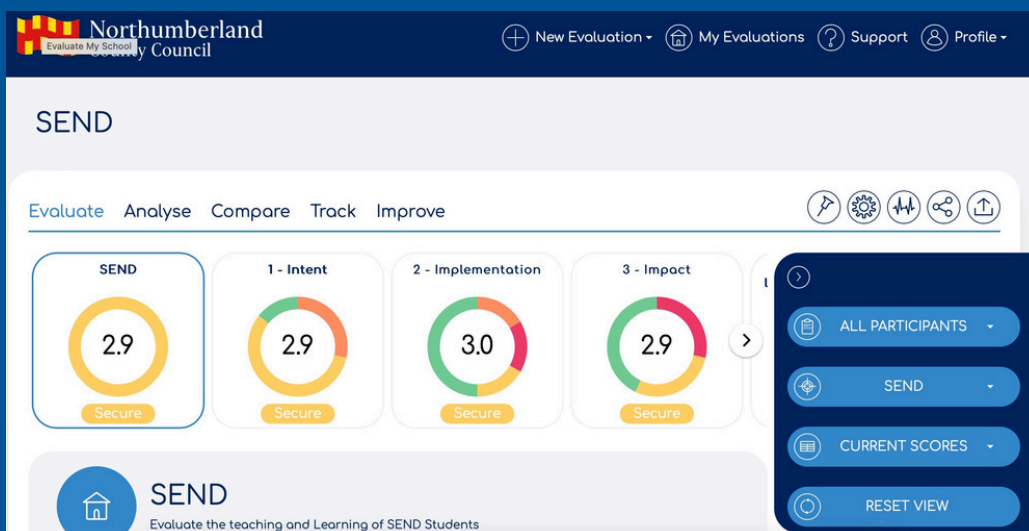 Northumberland
County Council
Evaluate My School
New Evaluation
My Evaluations
Support
Profile
SEND
Evaluate Analyse Compare Track Improve
SEND
2.9
Secure
1 - Intent
2.9
Secure
2 - Implementation
3.0
Secure
3 - Impact
2.9
Secure
ALL PARTICIPANTS
SEND
CURRENT SCORES
RESET VIEW
SEND
Evaluate the teaching and Learning of SEND Students